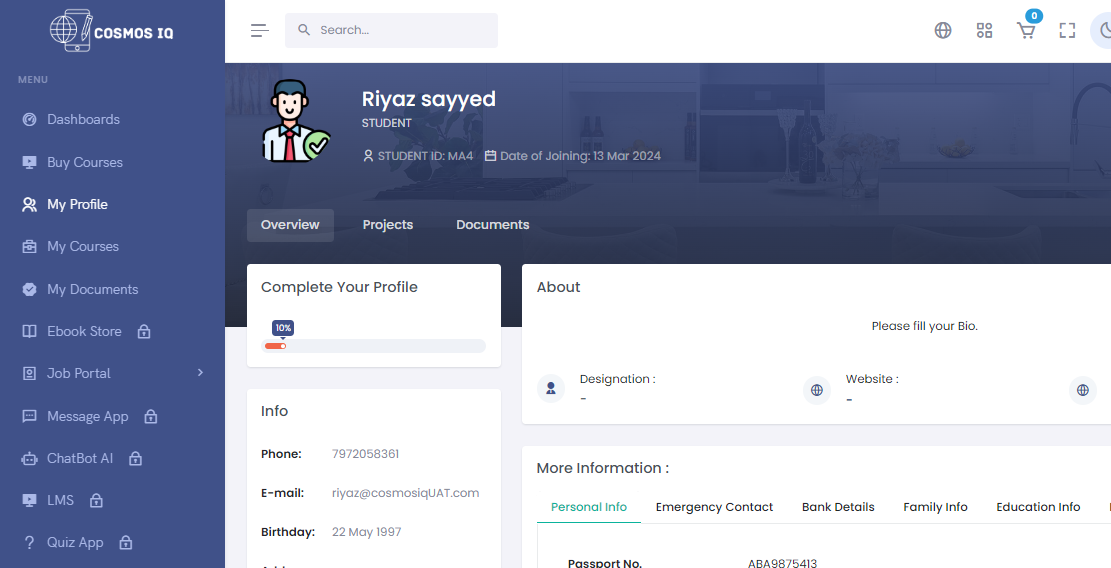 COSMOS IQ
Search...
0
MENU
Dashboards
Buy Courses
My Profile
My Courses
My Documents
Ebook Store
Job Portal
Message App
ChatBot AI
LMS
Quiz App
Riyaz sayyed
STUDENT
STUDENT ID: MA4 Date of Joining: 13 Mar 2024
Overview Projects Documents
Complete Your Profile
10%
Info
Phone: 7972058361
E-mail: riyaz@cosmosiqUAT.com
Birthday: 22 May 1997
About
Please fill your Bio.
Designation :
-
Website :
-
More Information :
Personal Info Emergency Contact Bank Details Family Info Education Info
Passport No. ABA9875413